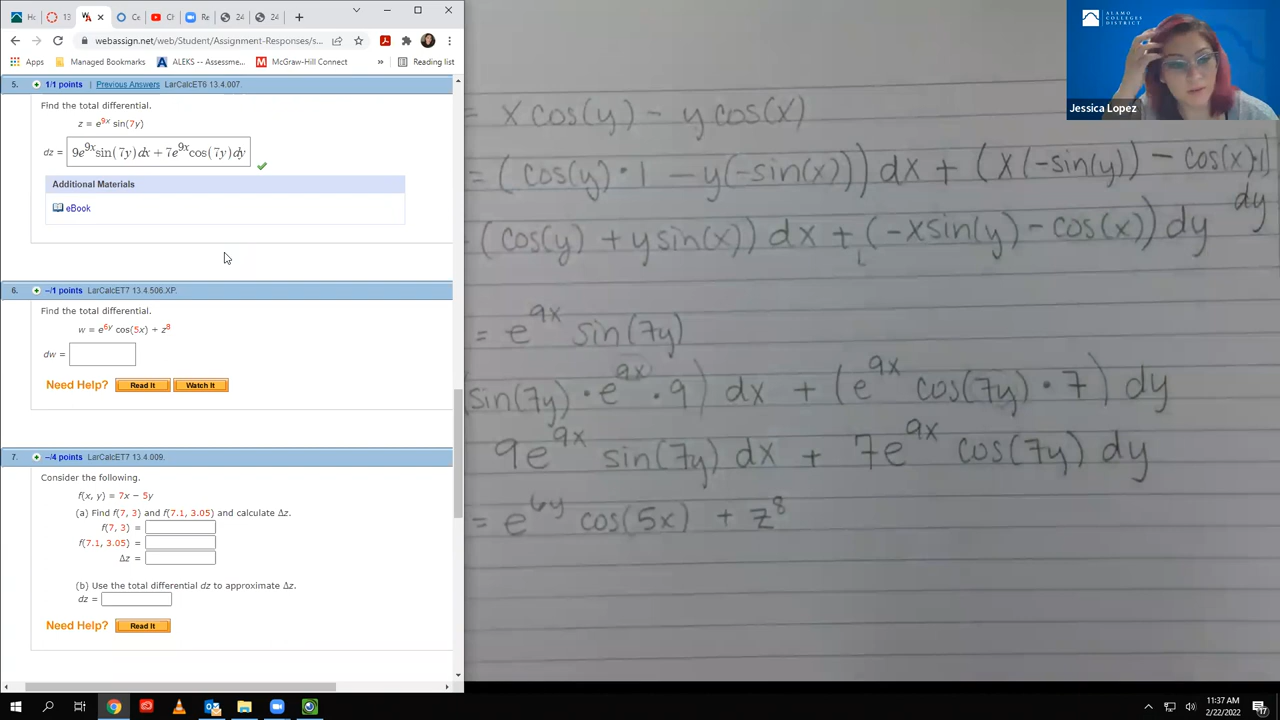 webassign.net/web/Student/Assignment-Responses/s...
Apps
Managed Bookmarks
ALEKS -- Assessme...
McGraw-Hill Connect
»
Reading list
5.
1/1 points | Previous Answers LarCalcET6 13.4.007.
Find the total differential.
z = e^9x sin(7y)
dz = 9e^9x sin(7y)dx + 7e^9x cos(7y)dy
Additional Materials
eBook
6.
–/1 points LarCalcET7 13.4.506.XP.
Find the total differential.
w = e^6y cos(5x) + z^8
dw =
Need Help? Read It Watch It
7.
–/4 points LarCalcET7 13.4.009.
Consider the following.
f(x, y) = 7x − 5y
(a) Find f(7, 3) and f(7.1, 3.05) and calculate Δz.
f(7, 3) =
f(7.1, 3.05) =
Δz =
(b) Use the total differential dz to approximate Δz.
dz =
Need Help? Read It
= x cos(y) − y cos(x)
= (cos(y) · 1 − y(−sin(x))) dx + (x(−sin(y)) − cos(x)·1) dy
(cos(y) + y sin(x)) dx + (−x sin(y) − cos(x)) dy
= e^9x sin(7y)
sin(7y) · e^9x · 9) dx + (e^9x cos(7y) · 7) dy
9e^9x sin(7y) dx + 7e^9x cos(7y) dy
= e^6y cos(5x) + z^8
ALAMO
COLLEGES
DISTRICT
Jessica Lopez
11:37 AM
2/22/2022
17